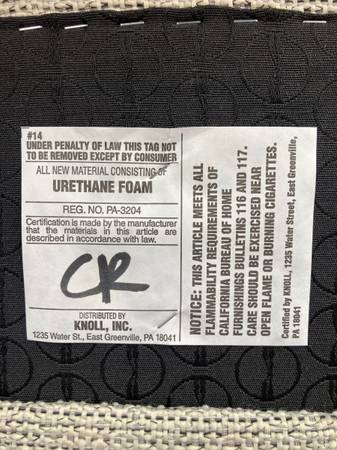 #14
UNDER PENALTY OF LAW THIS TAG NOT
TO BE REMOVED EXCEPT BY CONSUMER
ALL NEW MATERIAL CONSISTING OF
URETHANE FOAM
REG. NO. PA-3204
Certification is made by the manufacturer
that the materials in this article are
described in accordance with law.
CR
DISTRIBUTED BY
KNOLL, INC.
1235 Water St., East Greenville, PA 18041
NOTICE: THIS ARTICLE MEETS ALL
FLAMMABILITY REQUIREMENTS OF
CALIFORNIA BUREAU OF HOME
FURNISHINGS BULLETINS 116 AND 117.
CARE SHOULD BE EXERCISED NEAR
OPEN FLAME OR BURNING CIGARETTES.
Certified by KNOLL, 1235 Water Street, East Greenville,
PA 18041